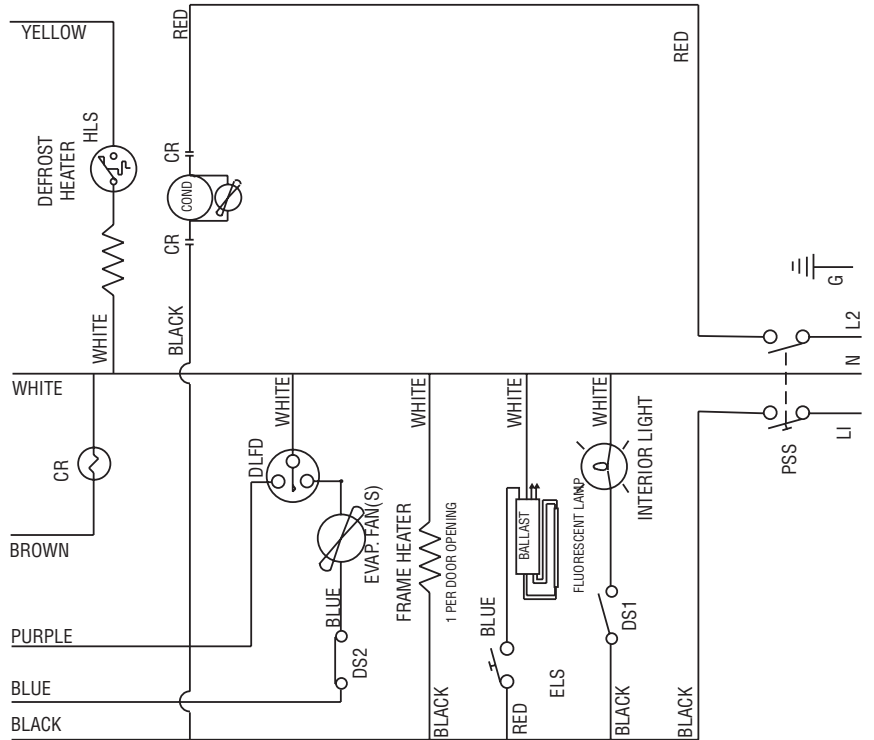 YELLOW
RED
RED
HLS
DEFROST
HEATER
CR
COND
CR
WHITE
BLACK
G
L2
N
WHITE
CR
BROWN
DLFD
WHITE
WHITE
WHITE
WHITE
LI
PSS
INTERIOR LIGHT
EVAP. FAN(S)
FRAME HEATER
1 PER DOOR OPENING
BALLAST
FLUORESCENT LAMP
PURPLE
BLUE
BLUE
DS1
DS2
ELS
BLUE
BLACK
BLACK
RED
BLACK
BLACK